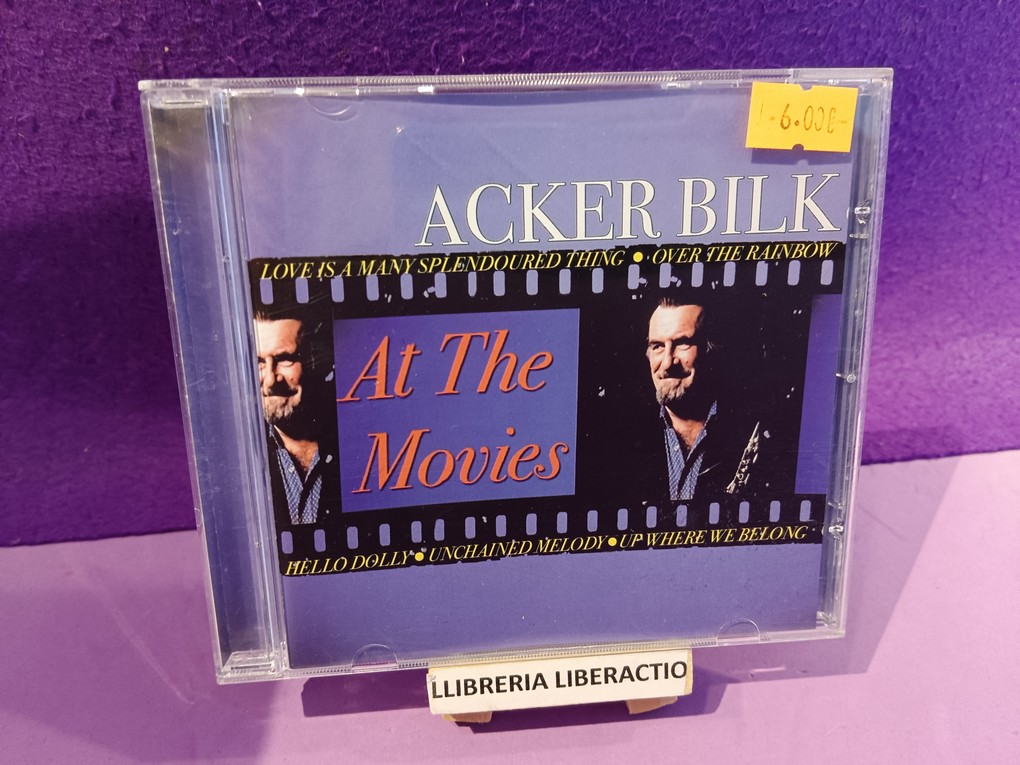 6.00€
ACKER BILK
LOVE IS A MANY SPLENDOURED THING • OVER THE RAINBOW
At The
Movies
HELLO DOLLY • UNCHAINED MELODY • UP WHERE WE BELONG
LLIBRERIA LIBERACTIO